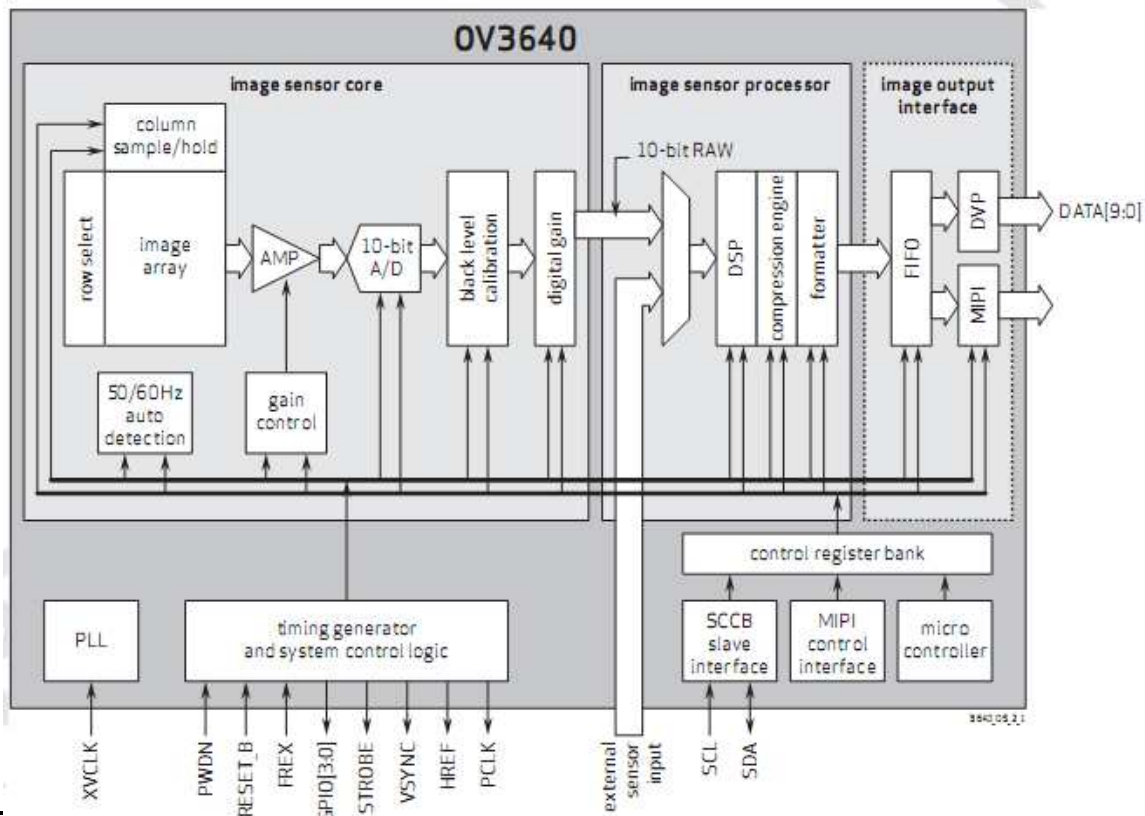 OV3640
image sensor core
image sensor processor
image output
interface
column
sample/hold
10-bit RAW
row select
image
array
AMP
10-bit
A/D
black level
calibration
digital gain
DSP
compression engine
formatter
FIFO
DVP
MIPI
DATA[9:0]
50/60Hz
auto
detection
gain
control
control register bank
PLL
timing generator
and system control logic
SCCB
slave
interface
MIPI
control
interface
micro
controller
3640_DS_2_1
XVCLK
PWDN
RESET_B
FREX
GPIO[3:0]
STROBE
VSYNC
HREF
PCLK
external
sensor
input
SCL
SDA